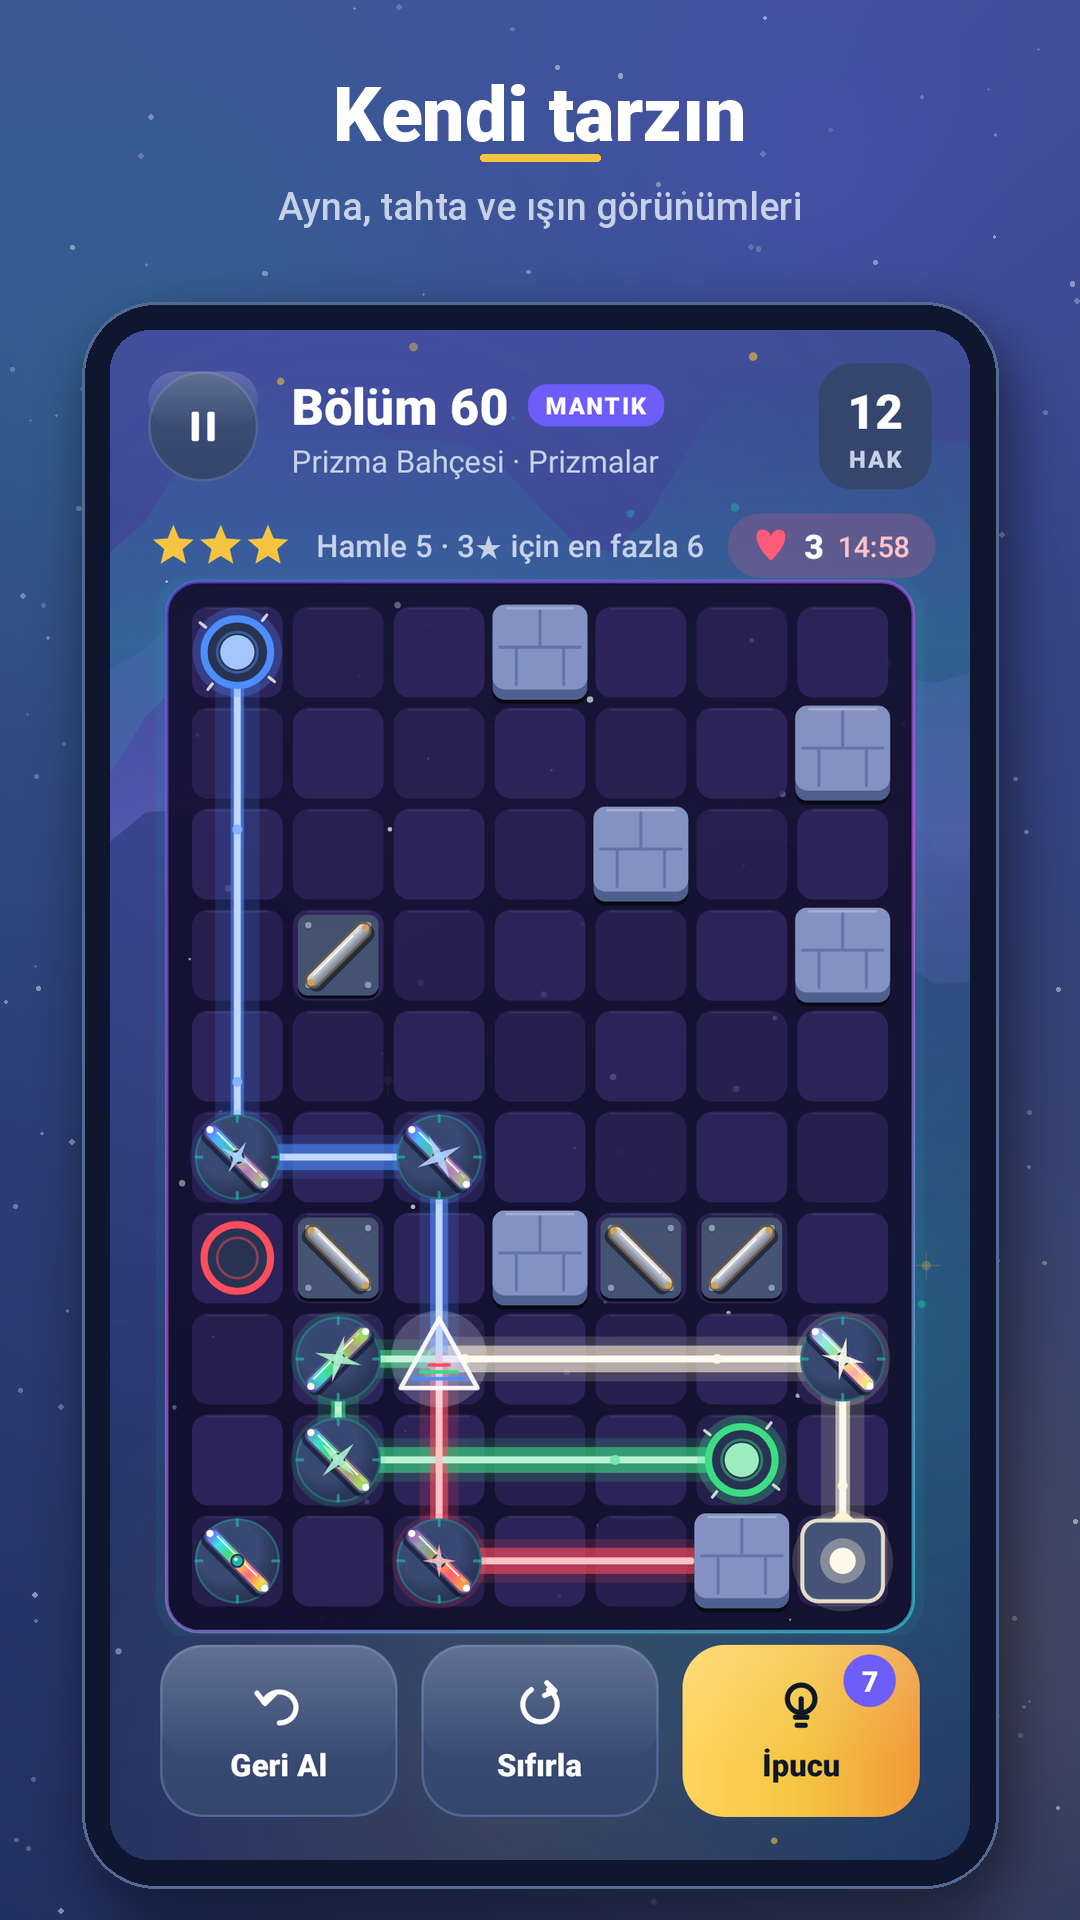 Kendi tarzın
Ayna, tahta ve ışın görünümleri
Bölüm 60 MANTIK
Prizma Bahçesi · Prizmalar
12
HAK
Hamle 5 · 3★ için en fazla 6
3 14:58
Geri Al
Sıfırla
7
İpucu